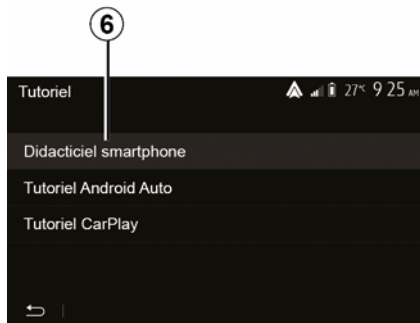 6
Tutoriel 27°C 9 25 AM
Didacticiel smartphone
Tutoriel Android Auto
Tutoriel CarPlay